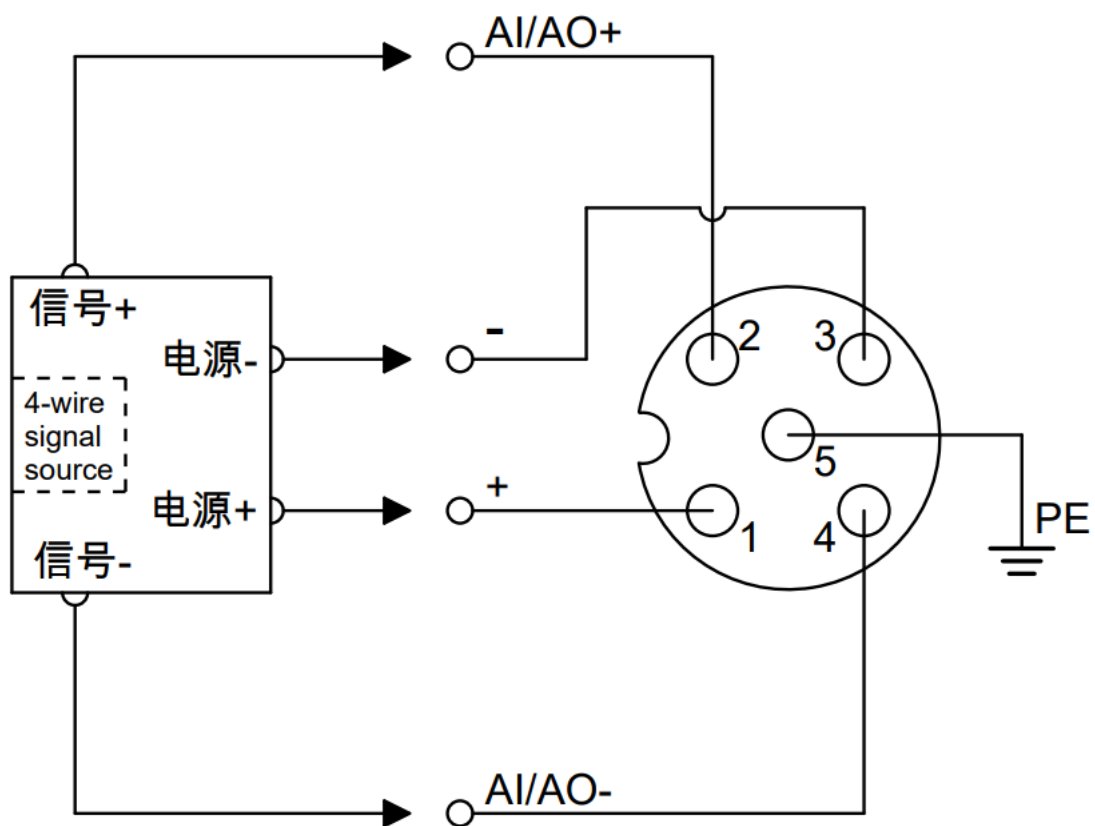 AI/AO+
信号+
电源-
-
2
3
4-wire
signal
source
5
电源+
+
1
4
PE
信号-
AI/AO-